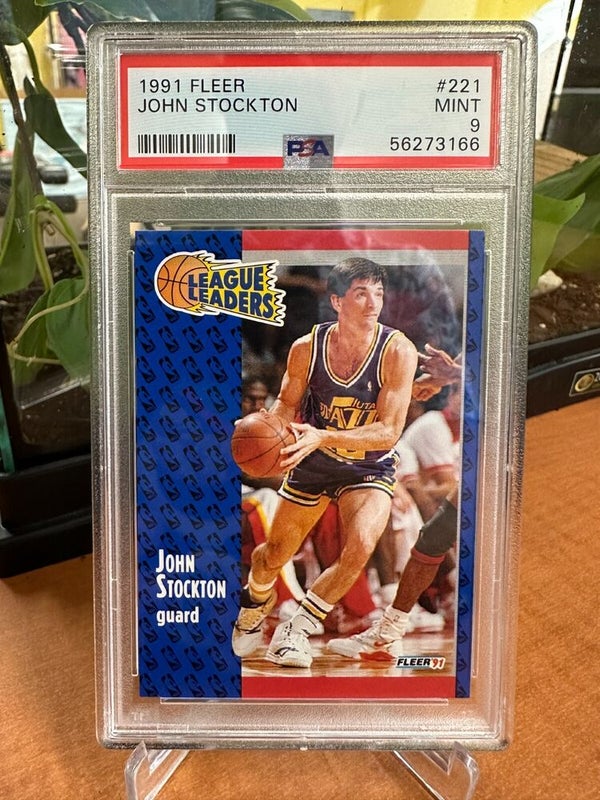 1991 FLEER #221
JOHN STOCKTON MINT
9
PSA 56273166
LEAGUE
LEADERS
UTAH
JAZZ
JOHN
STOCKTON
guard
FLEER '91